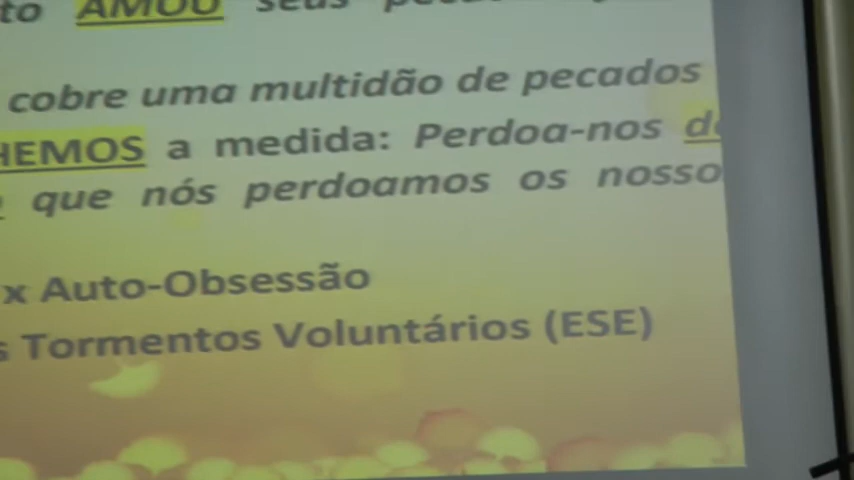 to AMOU seus
cobre uma multidão de pecados
HEMOS a medida: Perdoa-nos d
que nós perdoamos os nosso
x Auto-Obsessão
s Tormentos Voluntários (ESE)